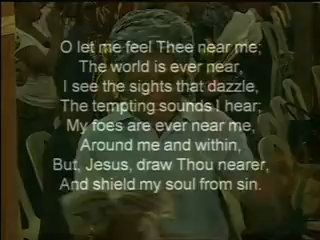 O let me feel Thee near me;
The world is ever near,
I see the sights that dazzle,
The tempting sounds I hear;
My foes are ever near me,
Around me and within,
But, Jesus, draw Thou nearer,
And shield my soul from sin.